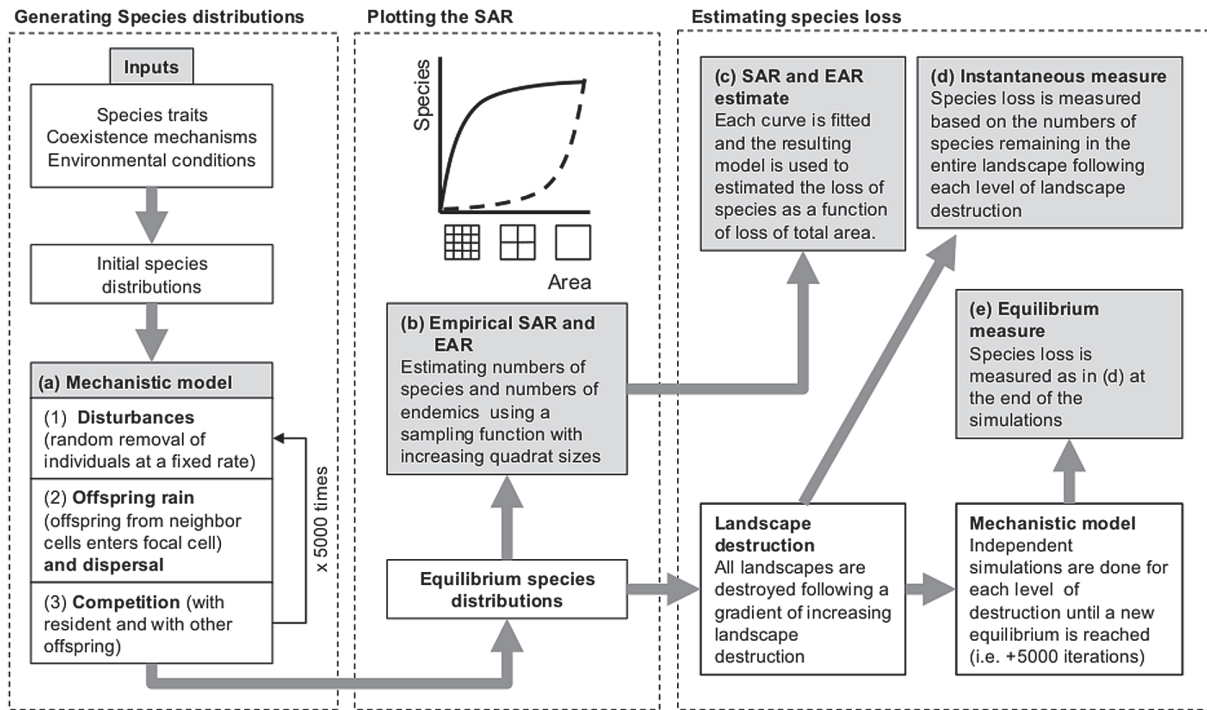 Generating Species distributions
Inputs
Species traits
Coexistence mechanisms
Environmental conditions
Initial species
distributions
(a) Mechanistic model
(1) Disturbances
(random removal of
individuals at a fixed rate)
(2) Offspring rain
(offspring from neighbor
cells enters focal cell)
and dispersal
(3) Competition (with
resident and with other
offspring)
x 5000 times
Plotting the SAR
Species
Area
(b) Empirical SAR and
EAR
Estimating numbers of
species and numbers of
endemics using a
sampling function with
increasing quadrat sizes
Equilibrium species
distributions
Estimating species loss
(c) SAR and EAR
estimate
Each curve is fitted
and the resulting
model is used to
estimated the loss of
species as a function
of loss of total area.
(d) Instantaneous measure
Species loss is measured
based on the numbers of
species remaining in the
entire landscape following
each level of landscape
destruction
(e) Equilibrium
measure
Species loss is
measured as in (d) at
the end of the
simulations
Landscape
destruction
All landscapes are
destroyed following a
gradient of increasing
landscape
destruction
Mechanistic model
Independent
simulations are done for
each level of
destruction until a new
equilibrium is reached
(i.e. +5000 iterations)